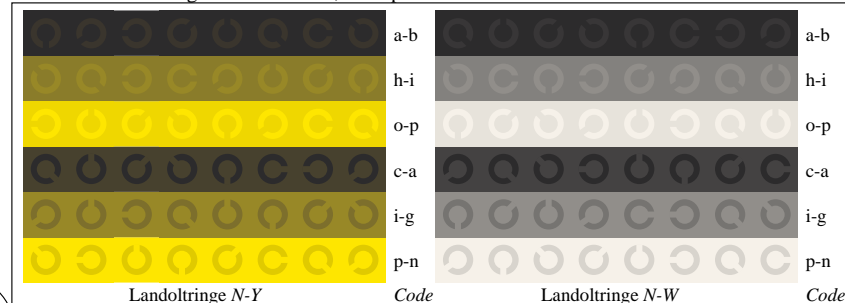 a-b a-b
h-i h-i
o-p o-p
c-a c-a
i-g i-g
p-n p-n
Landoltringe N-Y Code Landoltringe N-W Code